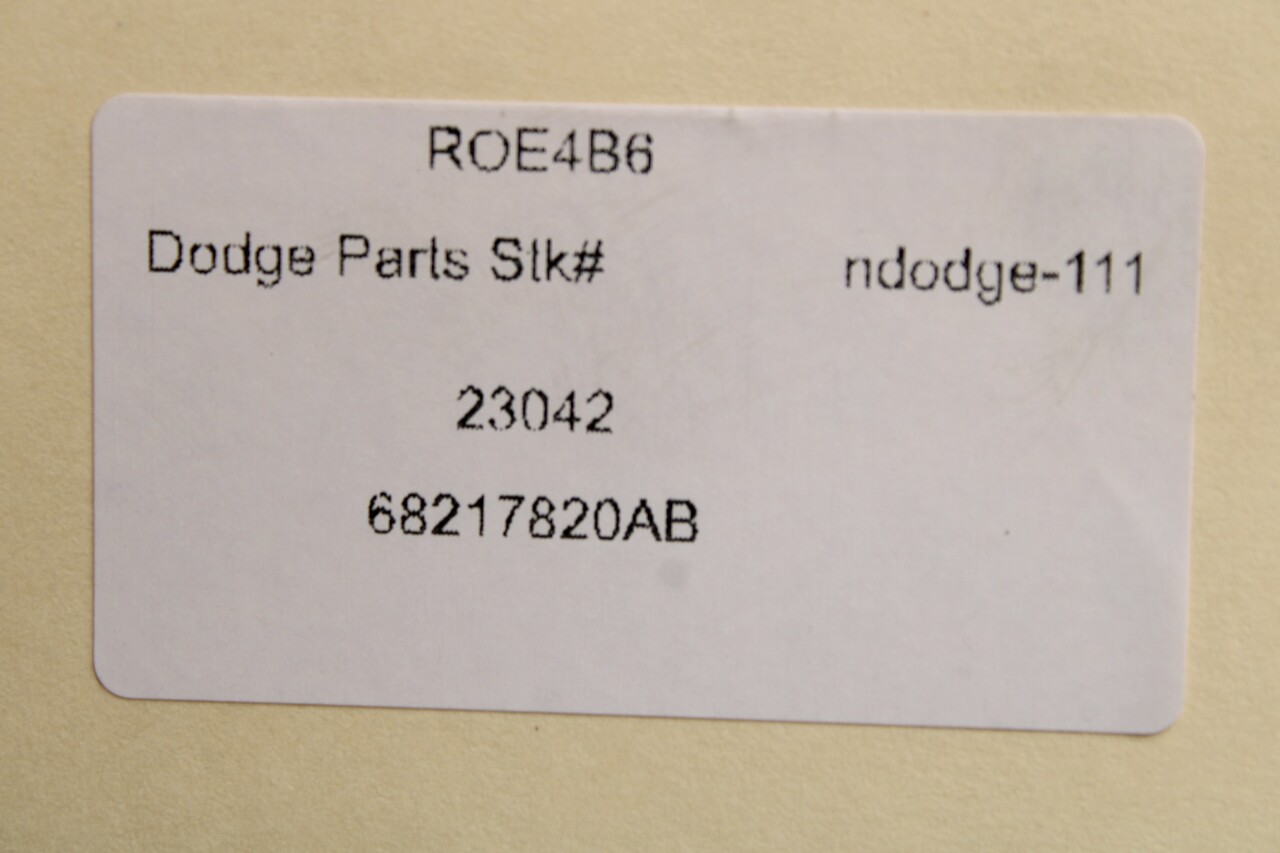 ROE4B6
Dodge Parts Stk# ndodge-111
23042
68217820AB